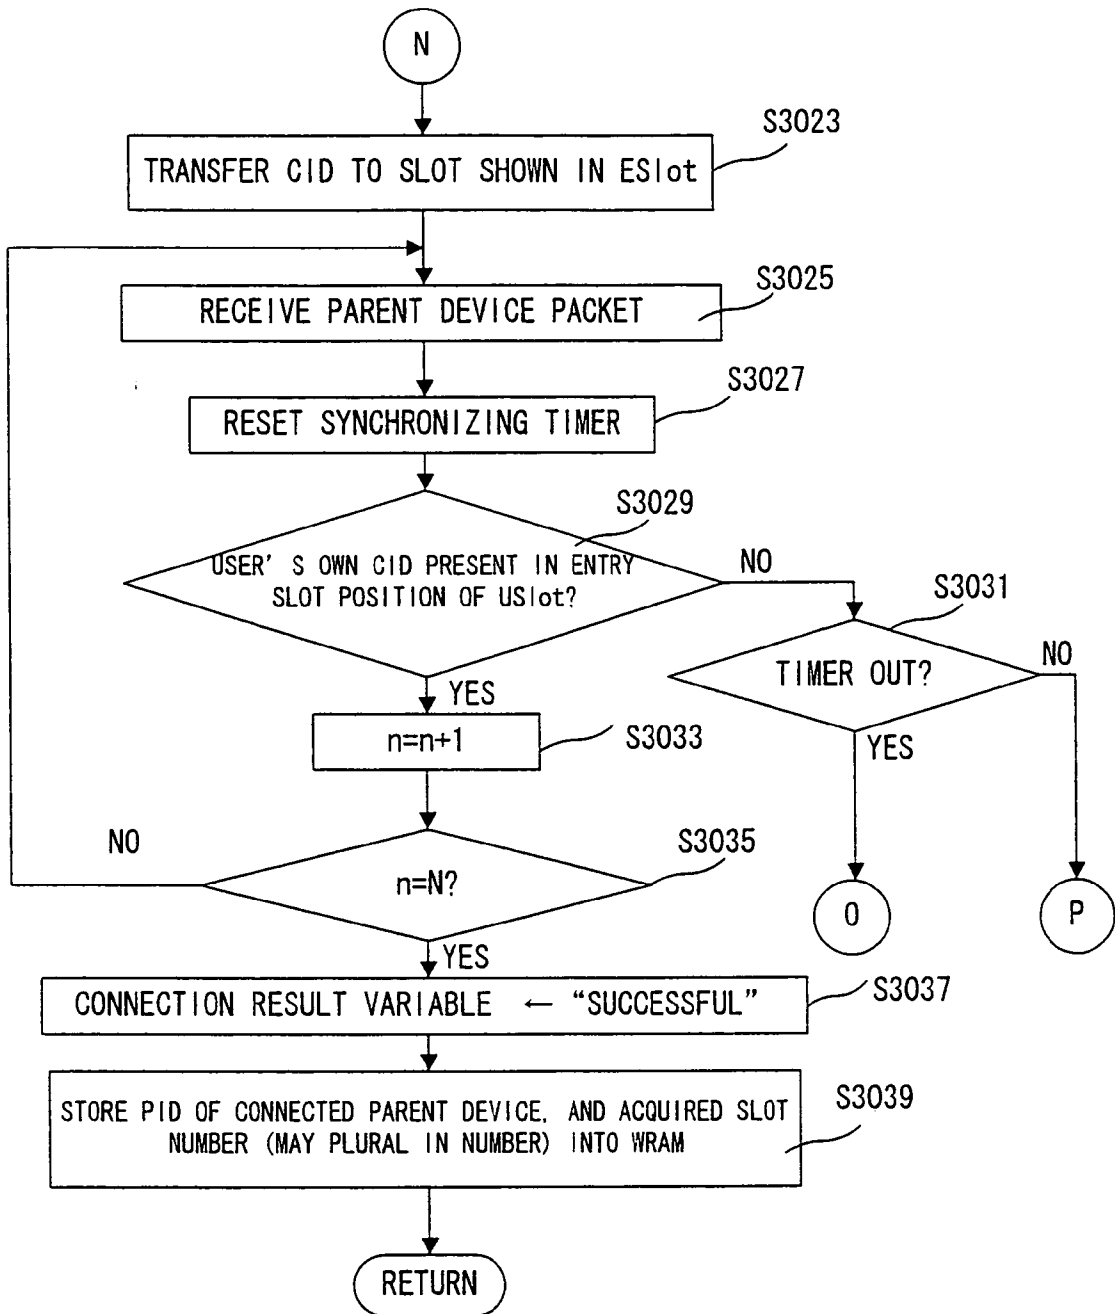 N
S3023
TRANSFER CID TO SLOT SHOWN IN ESlot
S3025
RECEIVE PARENT DEVICE PACKET
S3027
RESET SYNCHRONIZING TIMER
S3029
USER'S OWN CID PRESENT IN ENTRY
SLOT POSITION OF USlot?
NO
S3031
TIMER OUT?
NO
YES
YES
n=n+1
S3033
NO
S3035
n=N?
O
P
YES
CONNECTION RESULT VARIABLE ← “SUCCESSFUL”
S3037
STORE PID OF CONNECTED PARENT DEVICE, AND ACQUIRED SLOT
NUMBER (MAY PLURAL IN NUMBER) INTO WRAM
S3039
RETURN